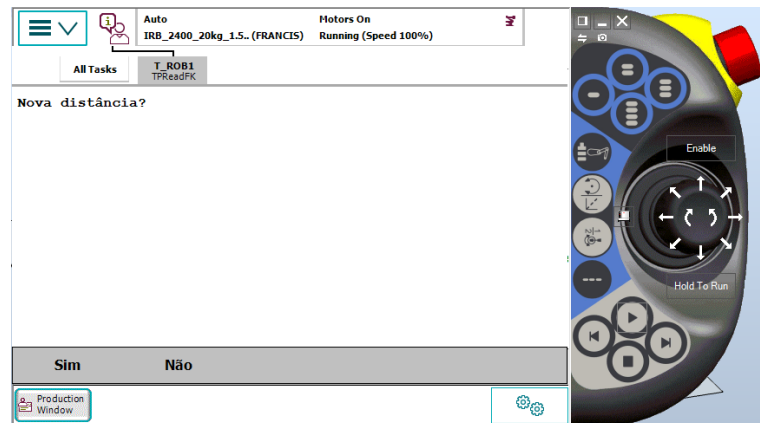 Auto
IRB_2400_20kg_1.5.. (FRANCIS)
Motors On
Running (Speed 100%)
All Tasks
T_ROB1
TPReadFK
Nova distância?
Sim
Não
Production
Window
Enable
Hold To Run